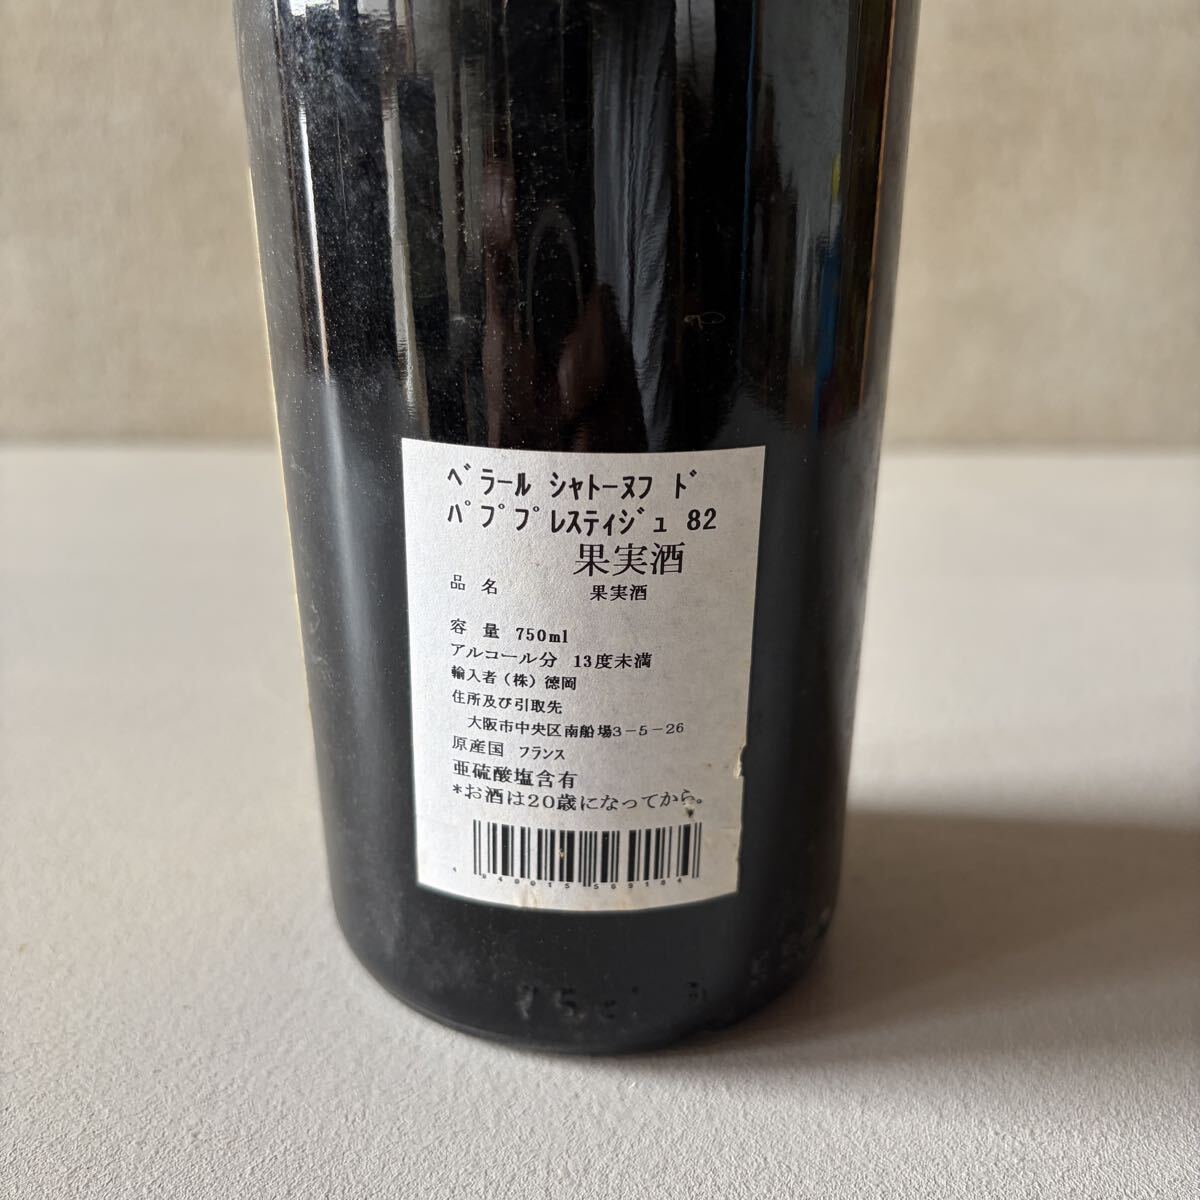 ﾍﾞﾗｰﾙ ｼｬﾄｰﾇﾌ ﾄﾞ
ﾊﾟﾌﾟﾌﾟﾚｽﾃｨｼﾞｭ 82
果実酒
品 名 果実酒
容 量 750ml
アルコール分 13度未満
輸入者（株）徳岡
住所及び引取先
大阪市中央区南船場3－5－26
原産国 フランス
亜硫酸塩含有
*お酒は20歳になってから。
4 940015 569184
75cl